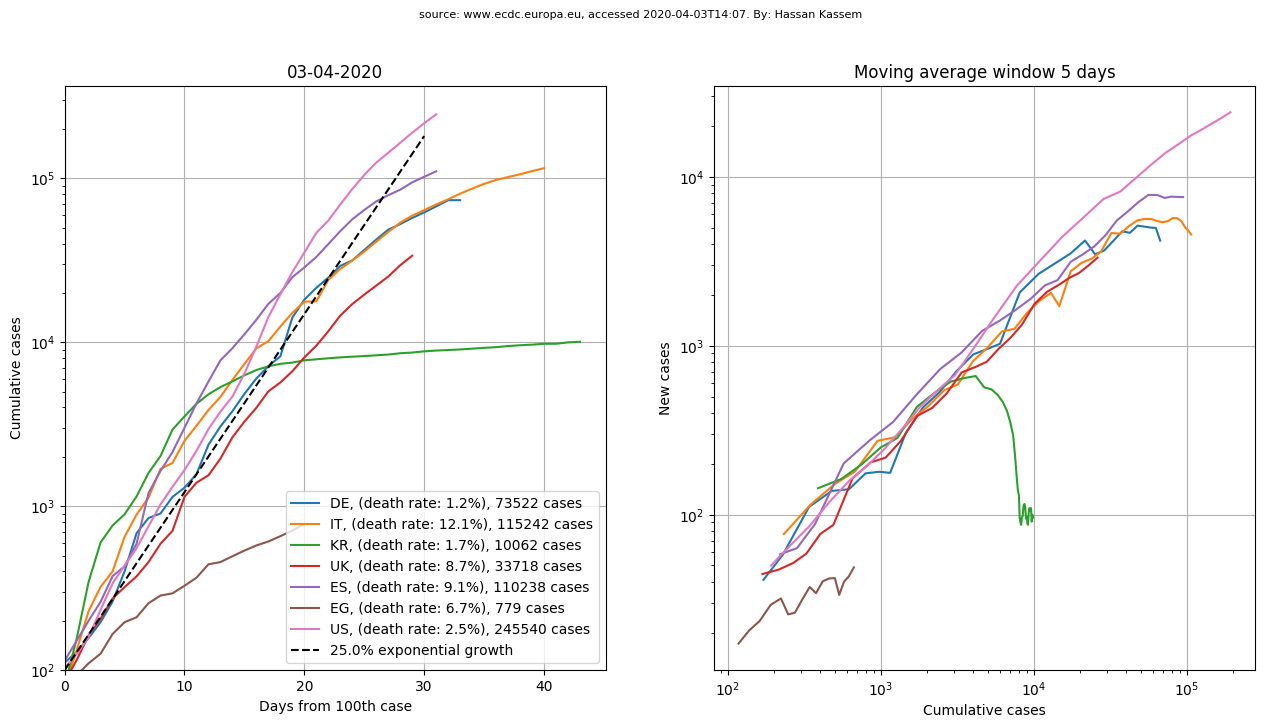 source: www.ecdc.europa.eu, accessed 2020-04-03T14:07. By: Hassan Kassem
03-04-2020
Cumulative cases
10^5
10^4
10^3
10^2
DE, (death rate: 1.2%), 73522 cases
IT, (death rate: 12.1%), 115242 cases
KR, (death rate: 1.7%), 10062 cases
UK, (death rate: 8.7%), 33718 cases
ES, (death rate: 9.1%), 110238 cases
EG, (death rate: 6.7%), 779 cases
US, (death rate: 2.5%), 245540 cases
25.0% exponential growth
0 10 20 30 40
Days from 100th case
Moving average window 5 days
New cases
10^4
10^3
10^2
10^2 10^3 10^4 10^5
Cumulative cases